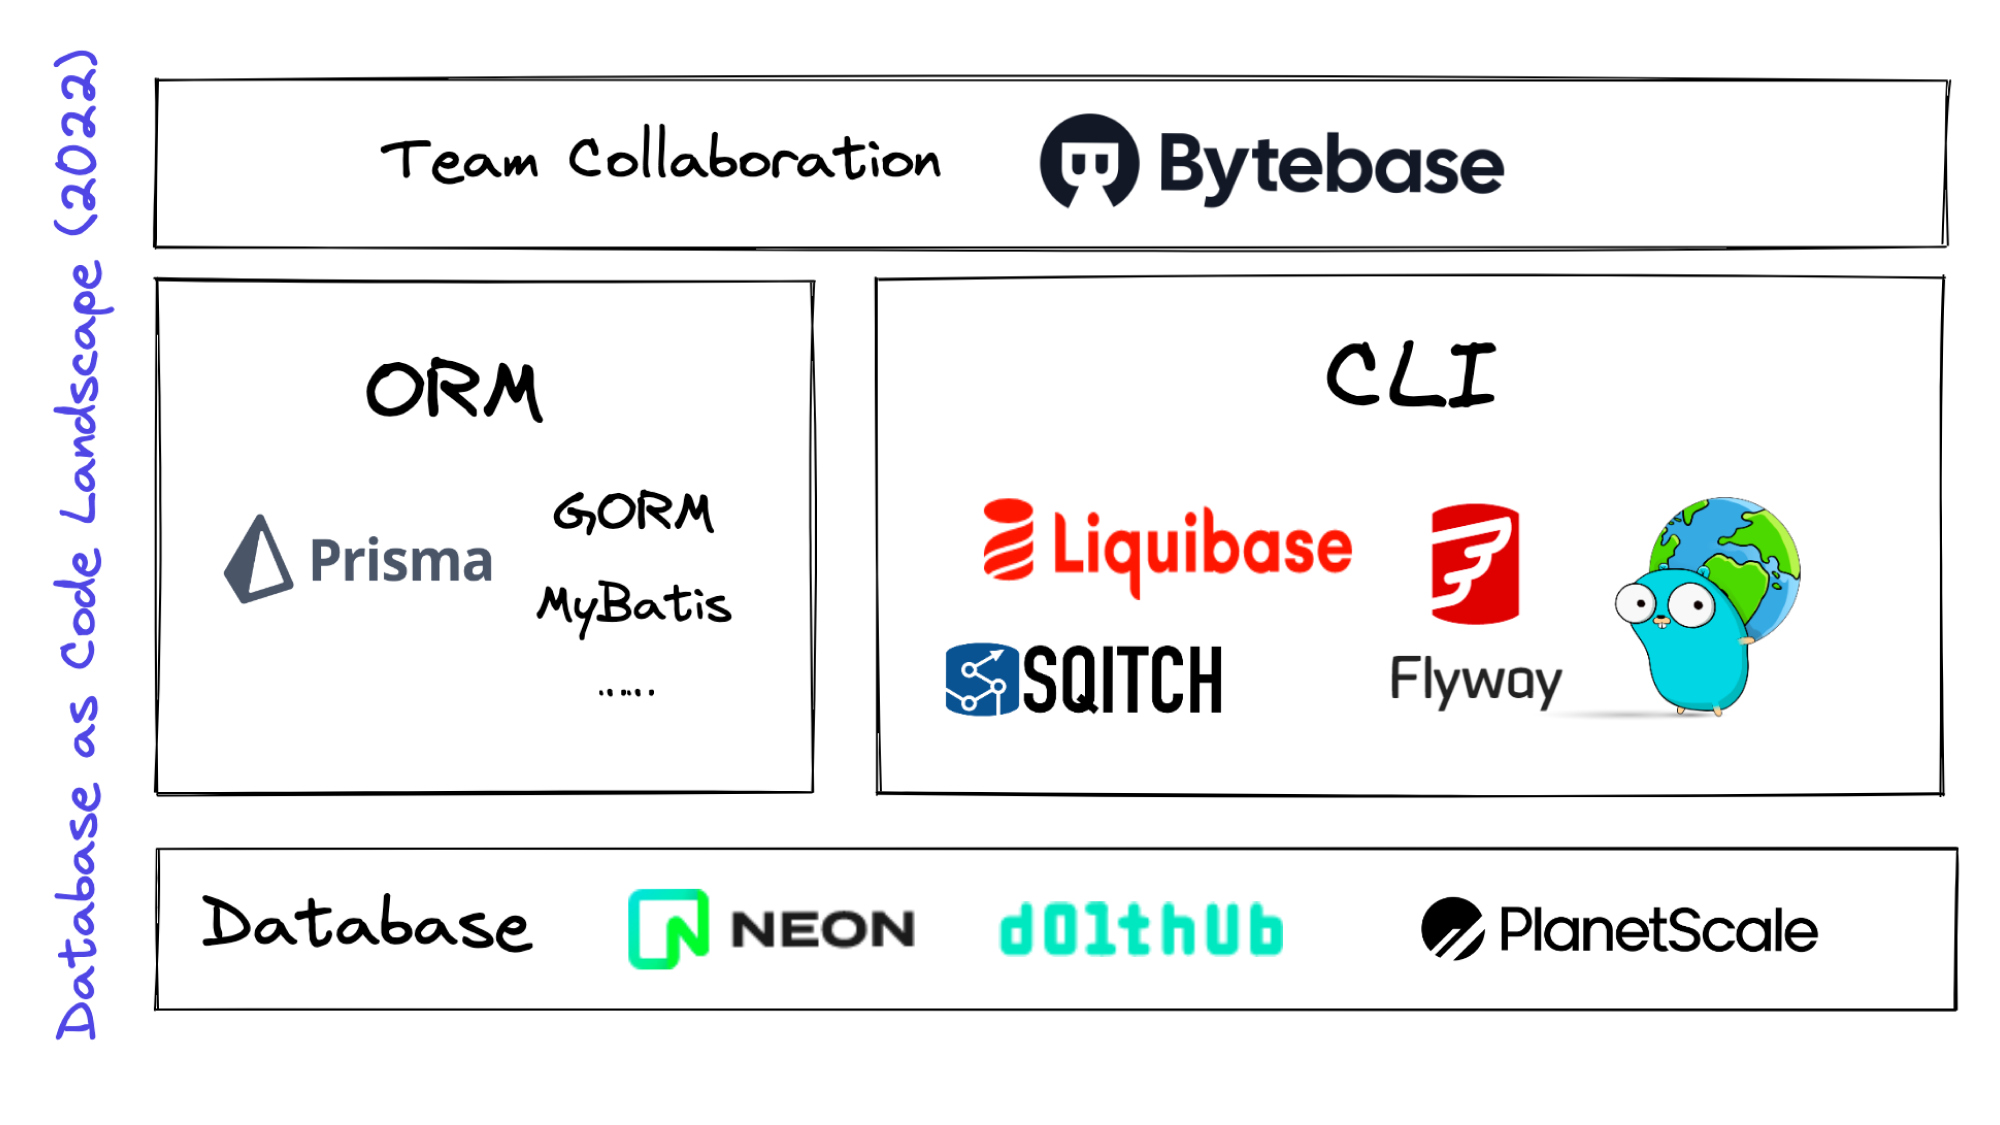 Database as Code Landscape (2022)
Team Collaboration
Bytebase
ORM
Prisma
GORM
MyBatis
......
CLI
Liquibase
SQITCH
Flyway
Database
NEON
d01thUb
PlanetScale